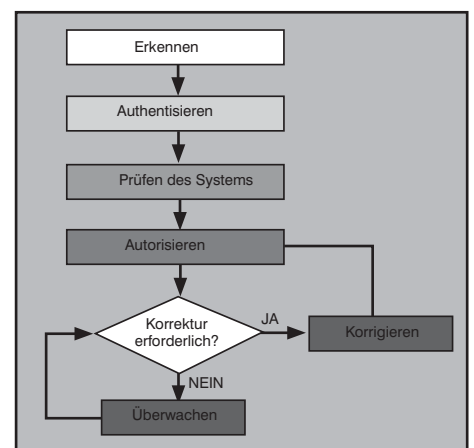 Erkennen
Authentisieren
Prüfen des Systems
Autorisieren
Korrektur
erforderlich?
JA
Korrigieren
NEIN
Überwachen